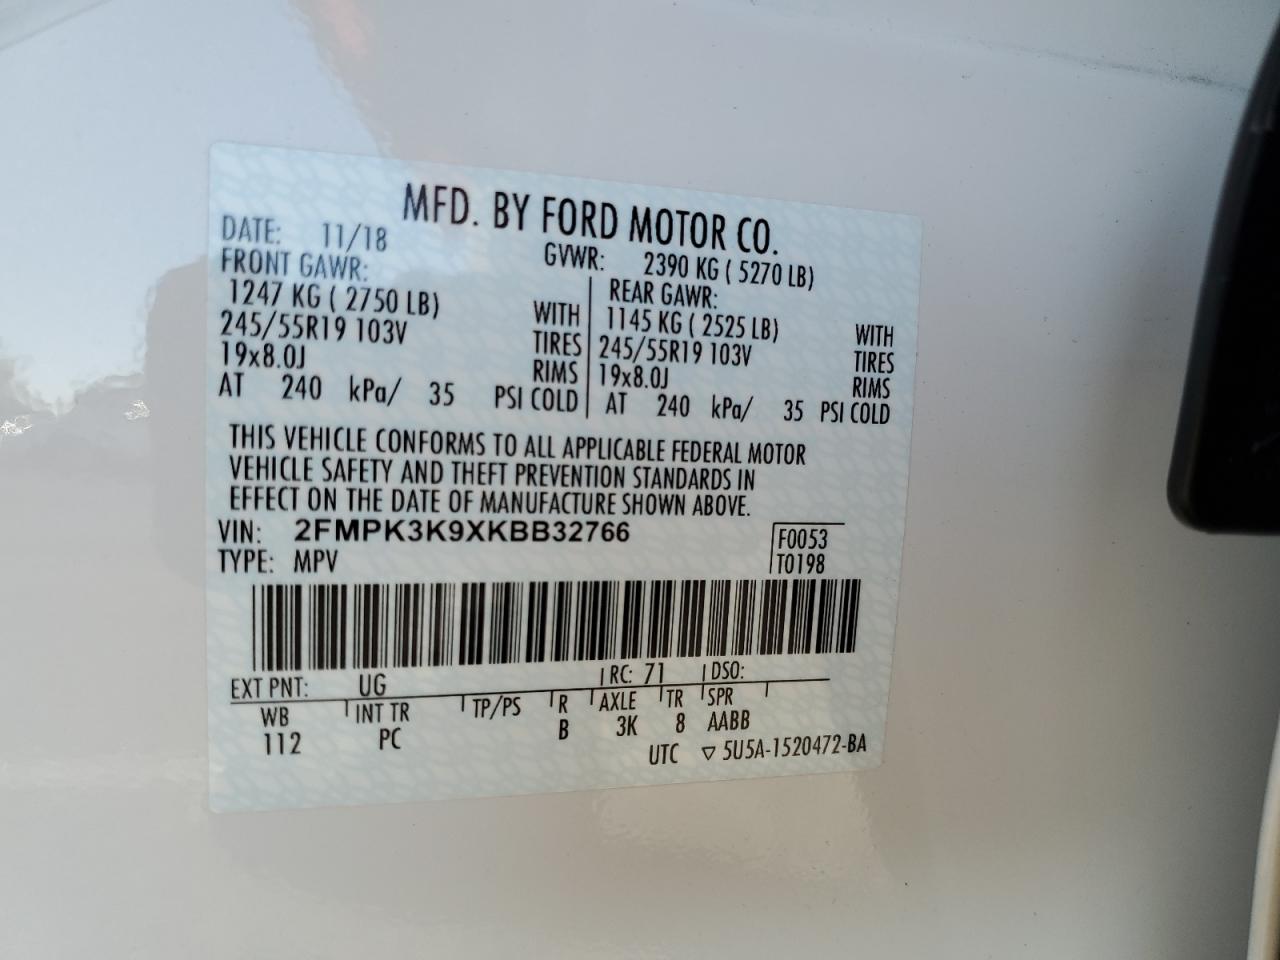 MFD. BY FORD MOTOR CO.
DATE: 11/18 GVWR: 2390 KG ( 5270 LB)
FRONT GAWR: REAR GAWR:
1247 KG ( 2750 LB) WITH 1145 KG ( 2525 LB) WITH
245/55R19 103V TIRES 245/55R19 103V TIRES
19x8.0J RIMS 19x8.0J RIMS
AT 240 kPa/ 35 PSI COLD AT 240 kPa/ 35 PSI COLD
THIS VEHICLE CONFORMS TO ALL APPLICABLE FEDERAL MOTOR
VEHICLE SAFETY AND THEFT PREVENTION STANDARDS IN
EFFECT ON THE DATE OF MANUFACTURE SHOWN ABOVE.
VIN: 2FMPK3K9XKBB32766 F0053
TYPE: MPV T0198
EXT PNT: UG RC: 71 DSO:
WB INT TR TP/PS R AXLE TR SPR
112 PC B 3K 8 AABB
UTC ▽ 5U5A-1520472-BA